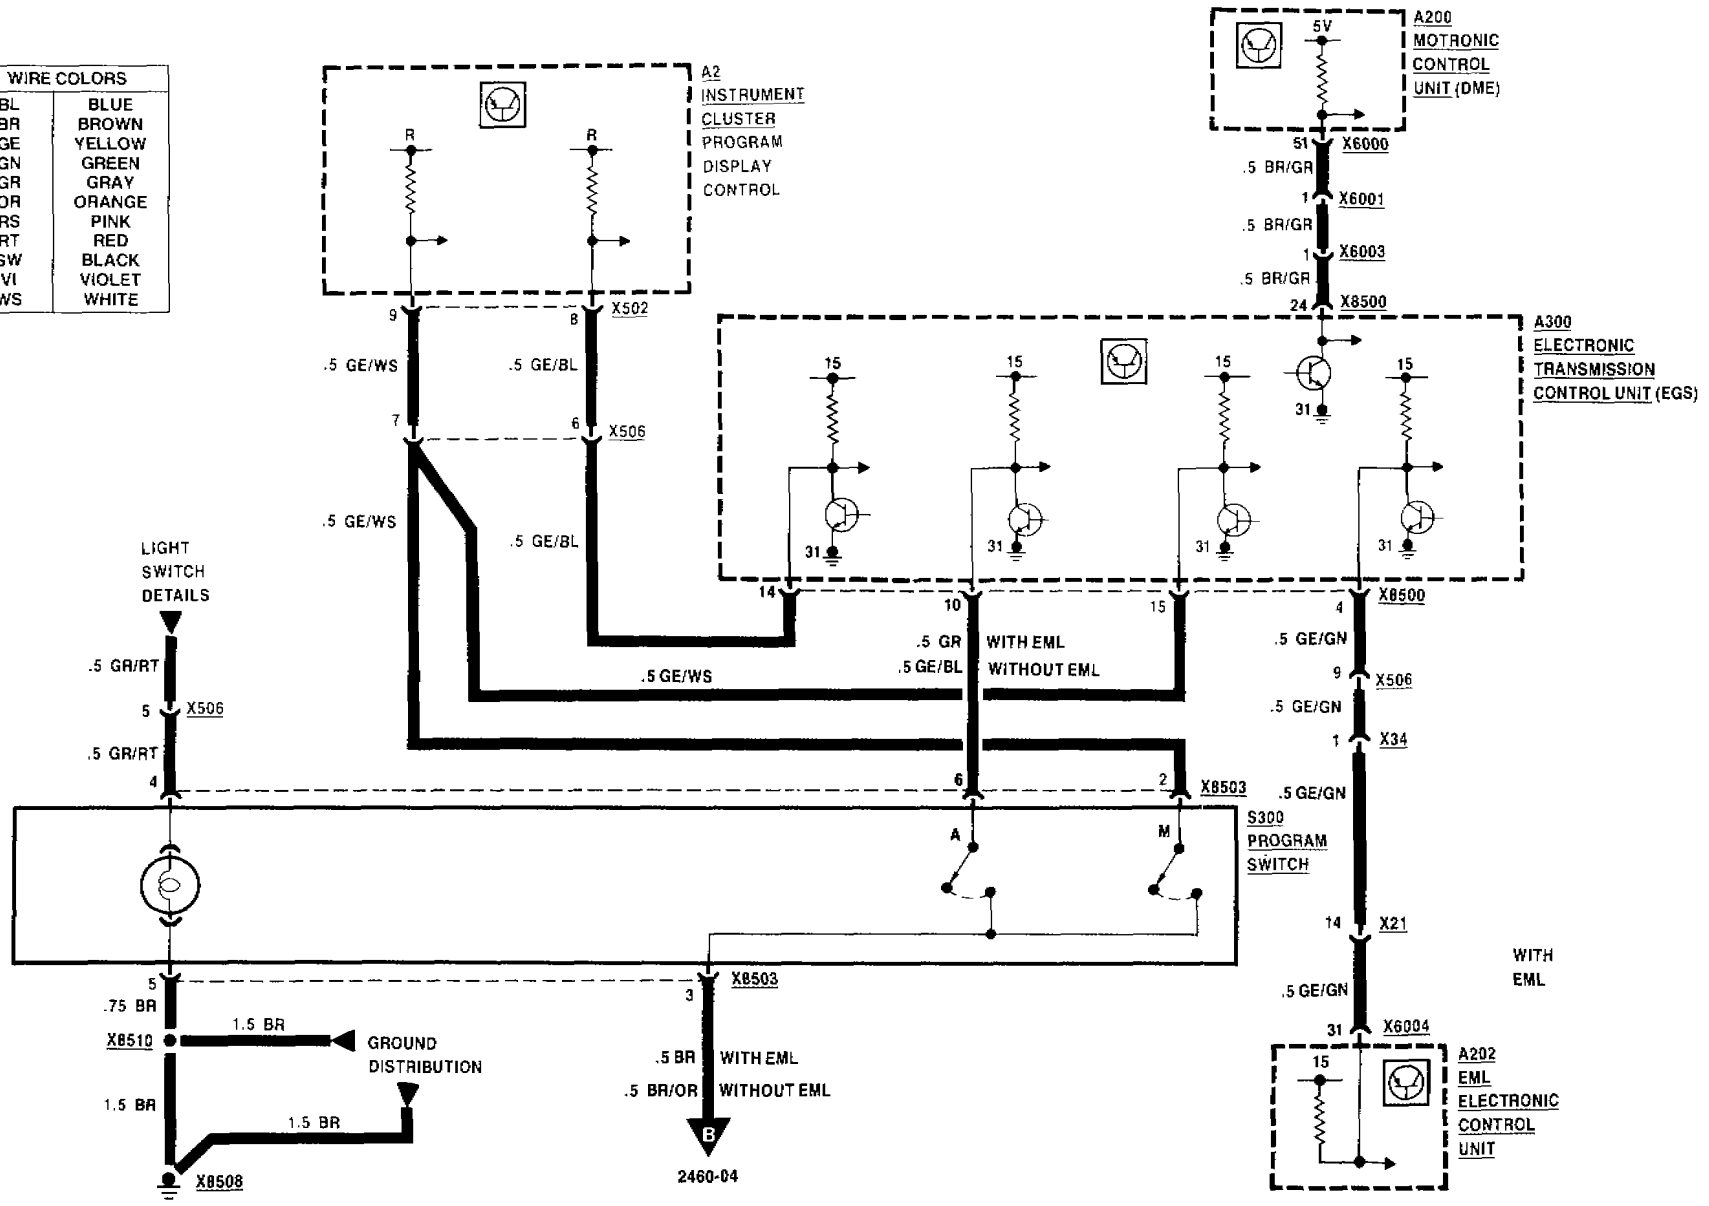 WIRE COLORS
BL BLUE
BR BROWN
GE YELLOW
GN GREEN
GR GRAY
OR ORANGE
RS PINK
RT RED
SW BLACK
VI VIOLET
WS WHITE
A2
INSTRUMENT
CLUSTER
PROGRAM
DISPLAY
CONTROL
R
R
9
8
X502
.5 GE/WS
.5 GE/BL
7
6
X506
.5 GE/WS
.5 GE/BL
5V
A200
MOTRONIC
CONTROL
UNIT (DME)
51
X6000
.5 BR/GR
1
X6001
.5 BR/GR
1
X6003
.5 BR/GR
24
X8500
A300
ELECTRONIC
TRANSMISSION
CONTROL UNIT (EGS)
15
15
15
15
31
31
31
31
31
14
10
15
4
X8500
LIGHT
SWITCH
DETAILS
.5 GR/RT
5
X506
.5 GR/RT
4
.5 GR WITH EML
.5 GE/BL WITHOUT EML
.5 GE/WS
.5 GE/GN
9
X506
.5 GE/GN
1
X34
.5 GE/GN
6
2
X8503
A
M
S300
PROGRAM
SWITCH
14
X21
WITH
EML
.5 GE/GN
31
X6004
5
3
X8503
.75 BR
X8510
1.5 BR
GROUND
DISTRIBUTION
1.5 BR
1.5 BR
X8508
.5 BR WITH EML
.5 BR/OR WITHOUT EML
B
2460-04
15
A202
EML
ELECTRONIC
CONTROL
UNIT